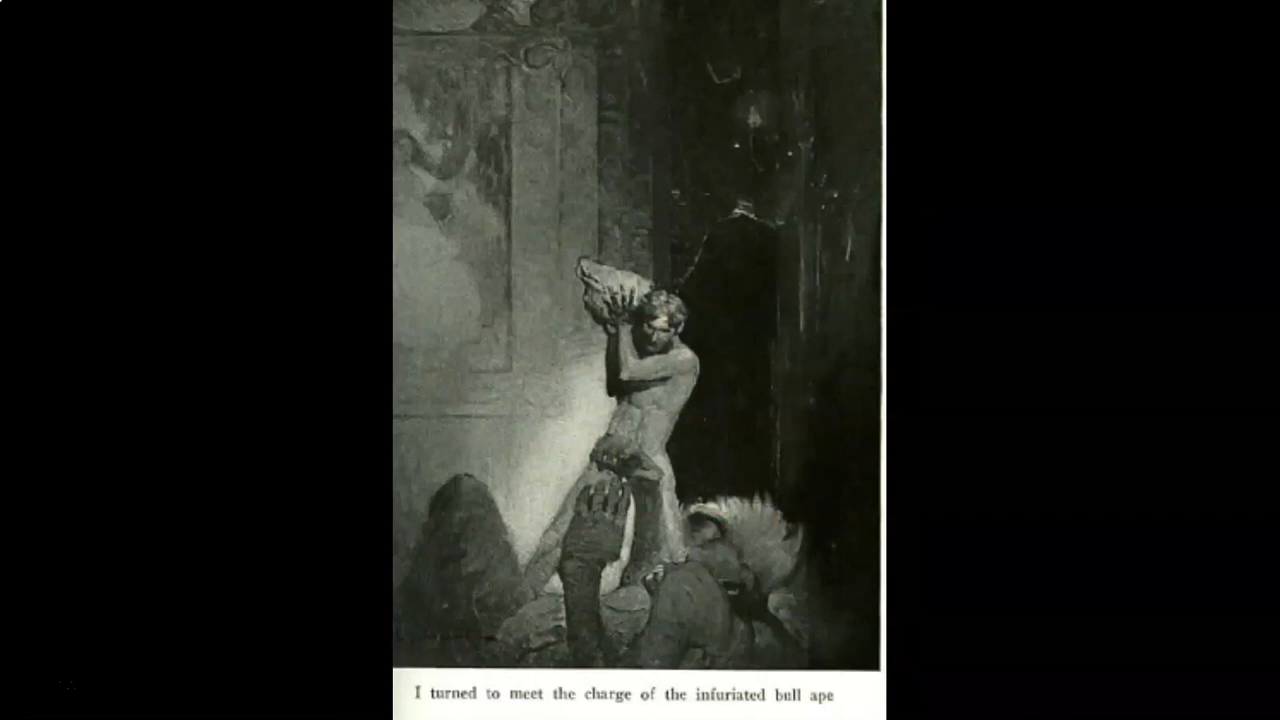 I turned to meet the charge of the infuriated bull ape